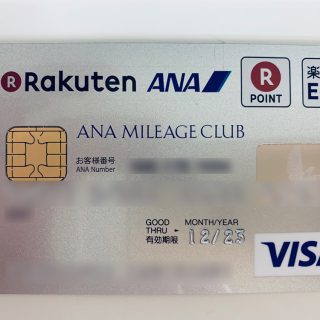 Rakuten ANA R POINT 楽 E
ANA MILEAGE CLUB
お客様番号
ANA Number
GOOD THRU MONTH/YEAR
有効期限 12/23
VISA